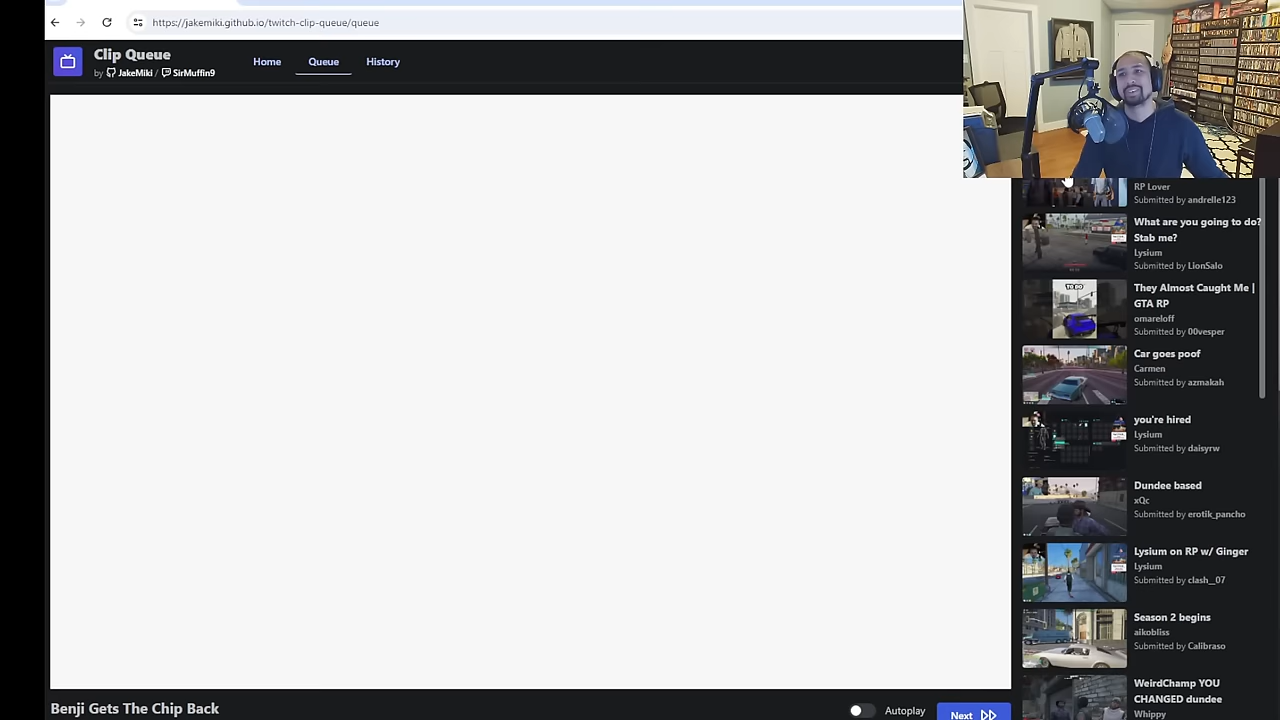 https://jakemiki.github.io/twitch-clip-queue/queue
Clip Queue
by JakeMiki / SirMuffin9
Home
Queue
History
RP Lover
Submitted by andrelle123
What are you going to do?
Stab me?
Lysium
Submitted by LionSalo
They Almost Caught Me |
GTA RP
omareloff
Submitted by 00vesper
Car goes poof
Carmen
Submitted by azmakah
you're hired
Lysium
Submitted by daisyrw
Dundee based
xQc
Submitted by erotik_pancho
Lysium on RP w/ Ginger
Lysium
Submitted by clash__07
Season 2 begins
aikobliss
Submitted by Calibraso
WeirdChamp YOU
CHANGED dundee
Whippy
Benji Gets The Chip Back
Autoplay
Next